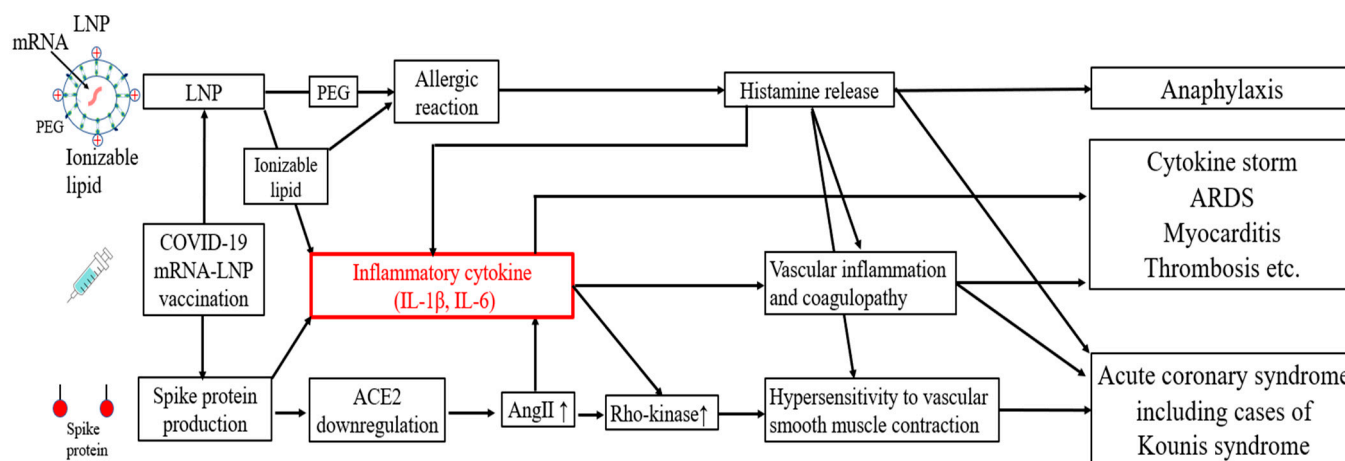 LNP
mRNA
PEG
Ionizable
lipid
LNP
PEG
Allergic
reaction
Histamine release
Anaphylaxis
Ionizable
lipid
Cytokine storm
ARDS
Myocarditis
Thrombosis etc.
COVID-19
mRNA-LNP
vaccination
Inflammatory cytokine
(IL-1β, IL-6)
Vascular inflammation
and coagulopathy
Spike
protein
Spike protein
production
ACE2
downregulation
AngII ↑
Rho-kinase↑
Hypersensitivity to vascular
smooth muscle contraction
Acute coronary syndrome
including cases of
Kounis syndrome